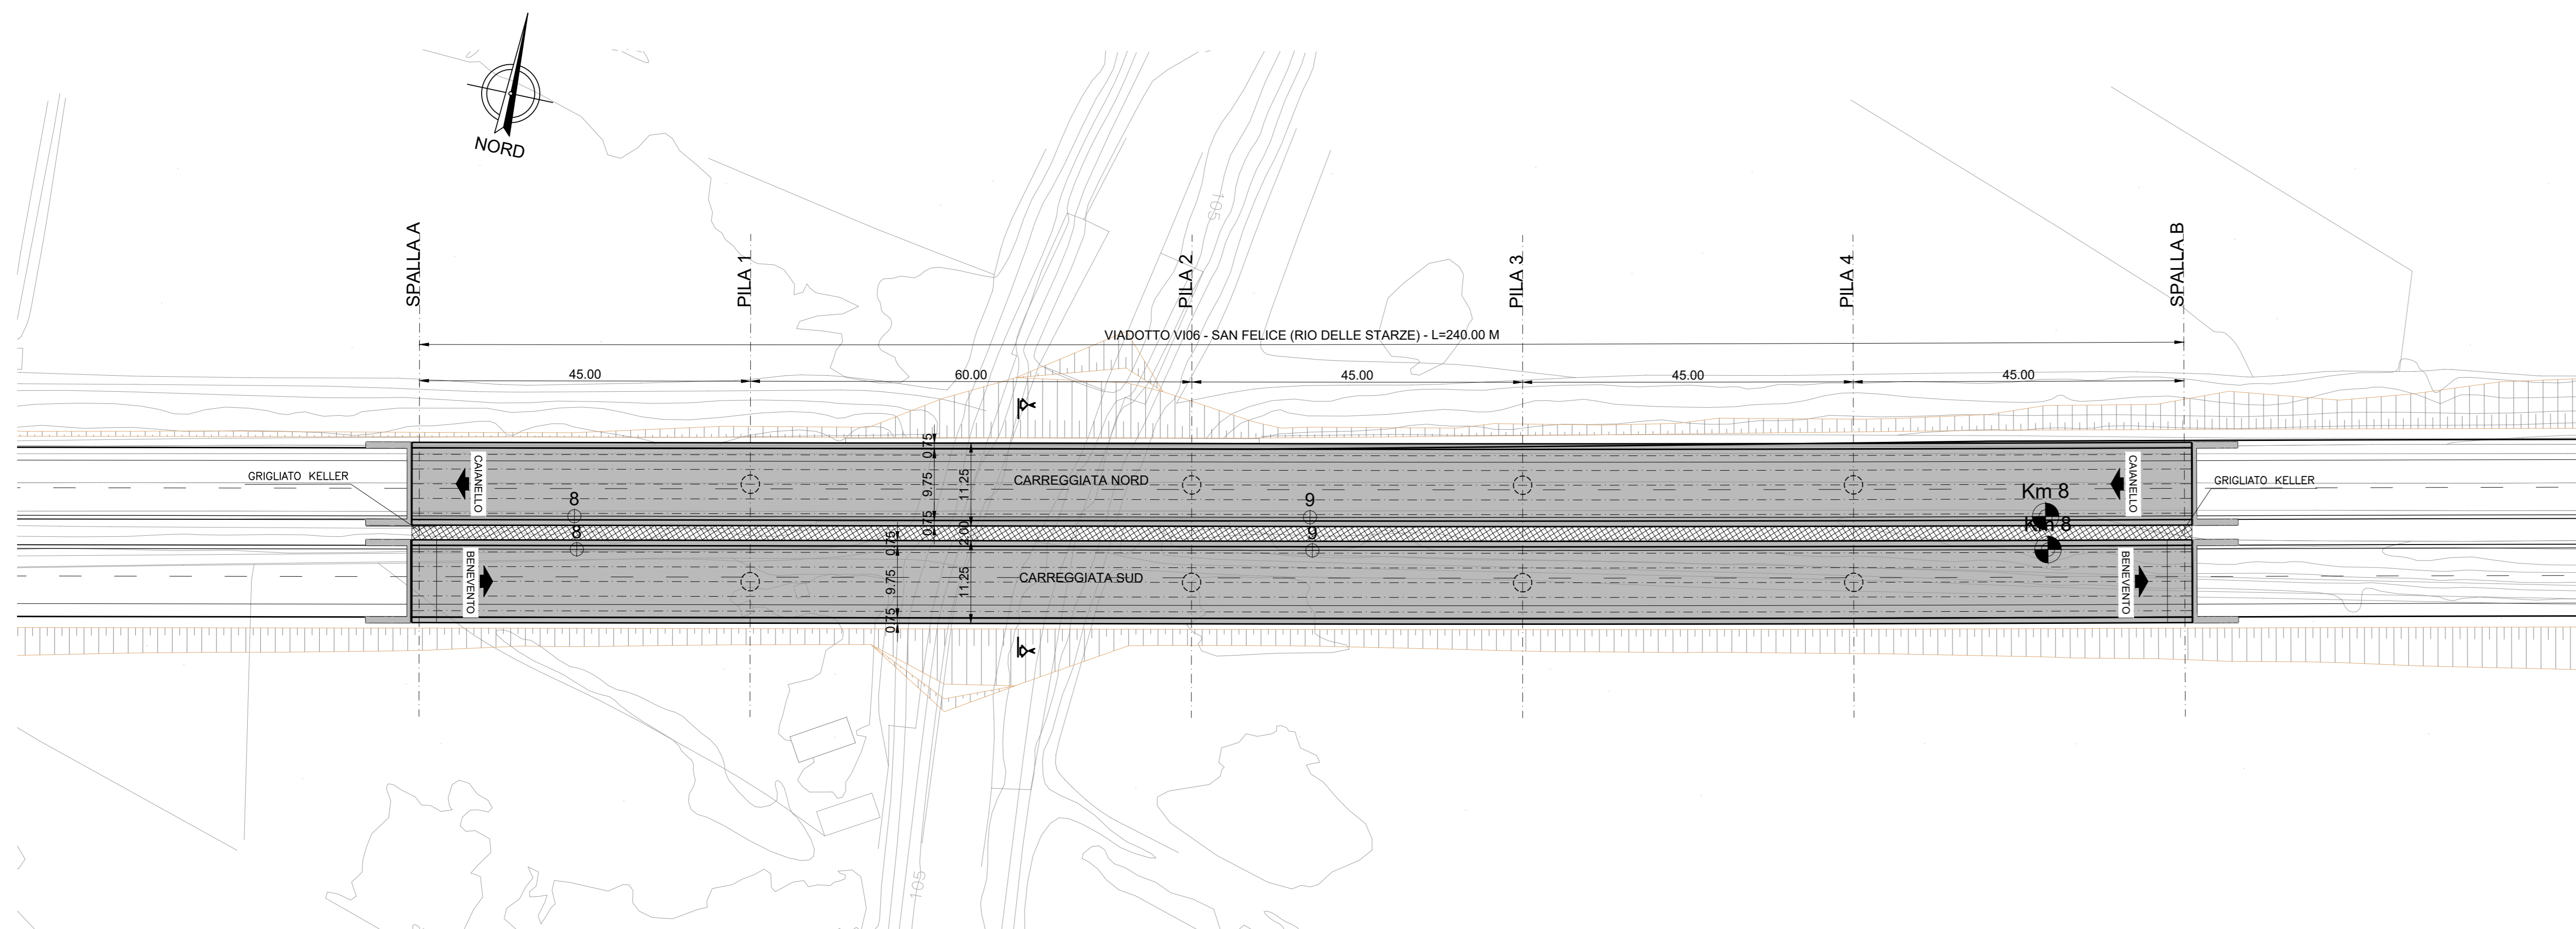 NORD
105
SPALLA A
PILA 1
PILA 2
PILA 3
PILA 4
SPALLA B
VIADOTTO VI06 - SAN FELICE (RIO DELLE STARZE) - L=240.00 M
45.00
60.00
45.00
45.00
45.00
A
0.75
GRIGLIATO KELLER
CAIANELLO
9.75
11.25
CARREGGIATA NORD
CAIANELLO
GRIGLIATO KELLER
8
9
Km 8
0.75
2.00
8
0.75
9
Km 8
BENEVENTO
9.75
11.25
CARREGGIATA SUD
BENEVENTO
0.75
A
105